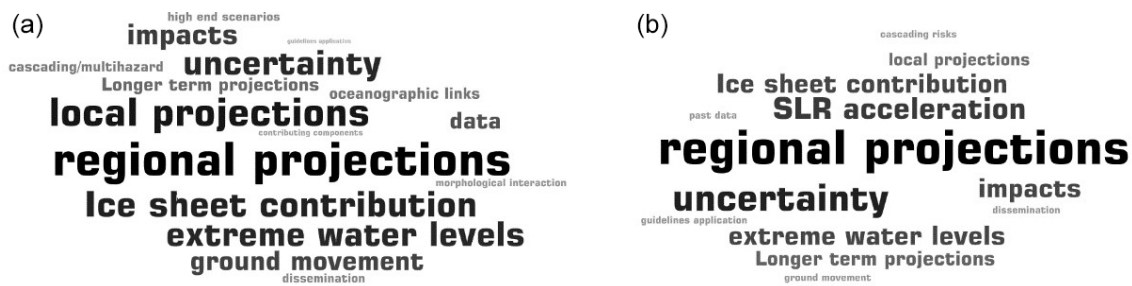 (a)
high end scenarios
impacts
guidelines application
uncertainty
cascading/multihazard
Longer term projections
oceanographic links
local projections
data
contributing components
regional projections
morphological interaction
Ice sheet contribution
extreme water levels
ground movement
dissemination
(b)
cascading risks
local projections
Ice sheet contribution
SLR acceleration
past data
regional projections
uncertainty
impacts
dissemination
guidelines application
extreme water levels
Longer term projections
ground movement